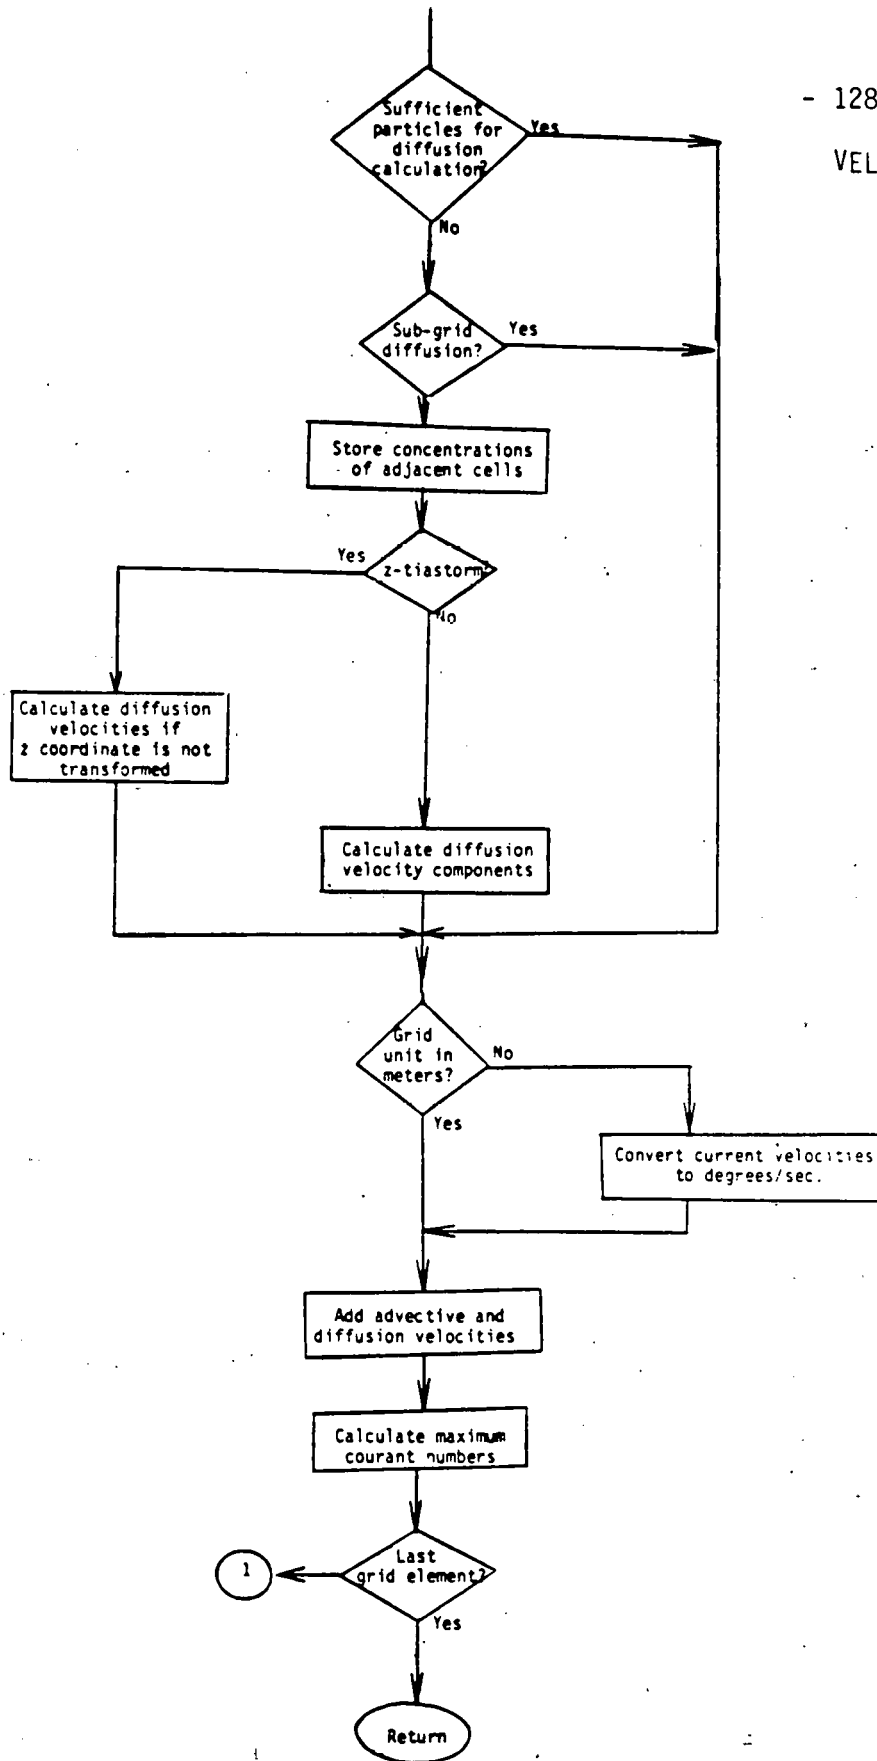 - 128
VEL
Sufficient
particles for
diffusion
calculation?
Yes
No
Sub-grid
diffusion?
Yes
Store concentrations
of adjacent cells
Yes
z-tiastorm?
No
Calculate diffusion
velocities if
z coordinate is not
transformed
Calculate diffusion
velocity components
Grid
unit in
meters?
No
Yes
Convert current velocities
to degrees/sec.
Add advective and
diffusion velocities
Calculate maximum
courant numbers
Last
grid element?
1
Yes
Return